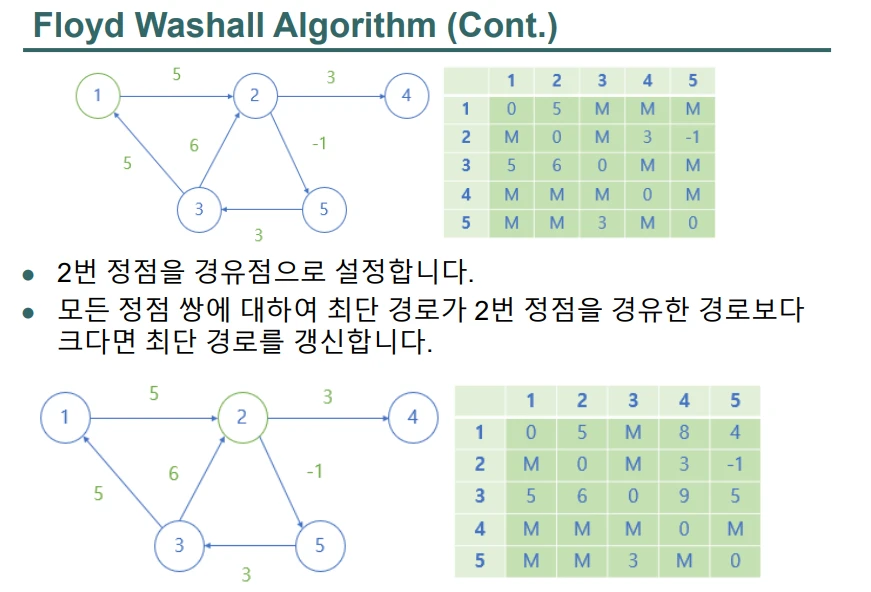 Floyd Washall Algorithm (Cont.)
5
3
1
2
4
6
-1
5
3
5
3
1 2 3 4 5
1 0 5 M M M
2 M 0 M 3 -1
3 5 6 0 M M
4 M M M 0 M
5 M M 3 M 0
2번 정점을 경유점으로 설정합니다.
모든 정점 쌍에 대하여 최단 경로가 2번 정점을 경유한 경로보다
크다면 최단 경로를 갱신합니다.
5
3
1
2
4
6
-1
5
3
5
3
1 2 3 4 5
1 0 5 M 8 4
2 M 0 M 3 -1
3 5 6 0 9 5
4 M M M 0 M
5 M M 3 M 0